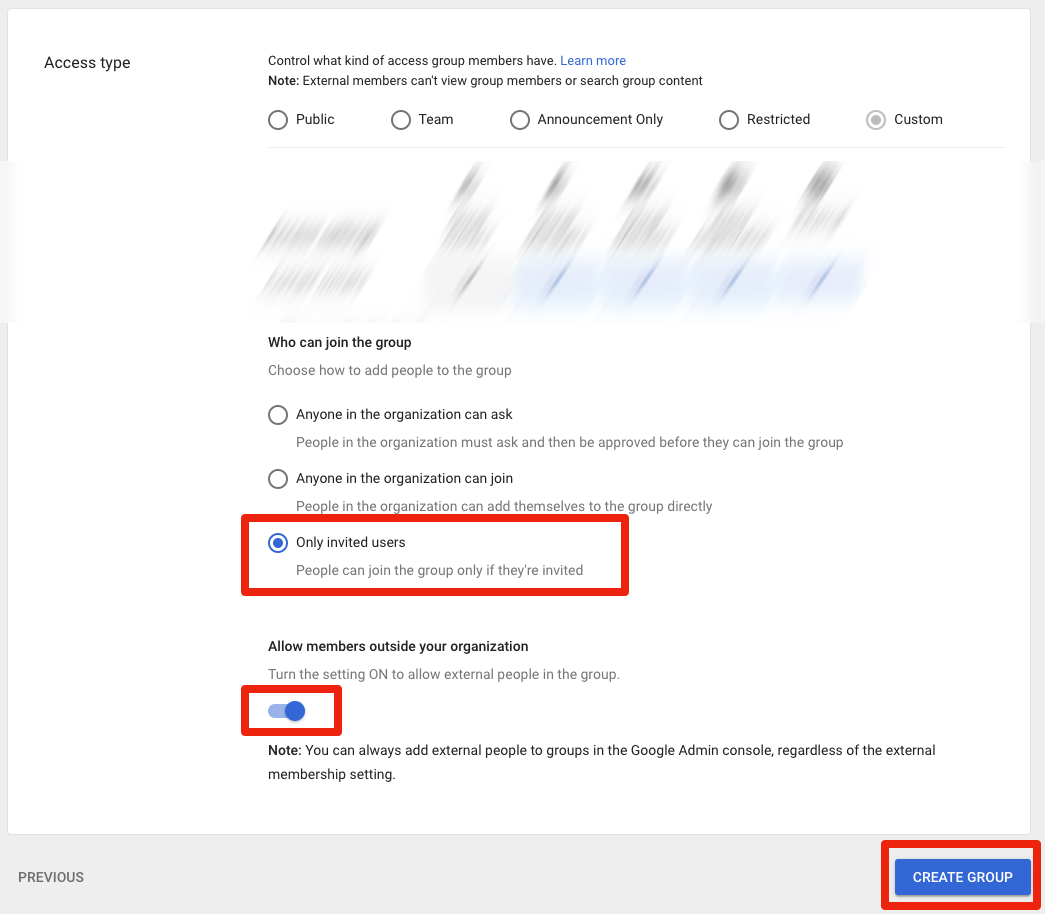 Access type
Control what kind of access group members have. Learn more
Note: External members can't view group members or search group content
Public Team Announcement Only Restricted Custom
Who can join the group
Choose how to add people to the group
Anyone in the organization can ask
People in the organization must ask and then be approved before they can join the group
Anyone in the organization can join
People in the organization can add themselves to the group directly
Only invited users
People can join the group only if they're invited
Allow members outside your organization
Turn the setting ON to allow external people in the group.
Note: You can always add external people to groups in the Google Admin console, regardless of the external
membership setting.
PREVIOUS CREATE GROUP